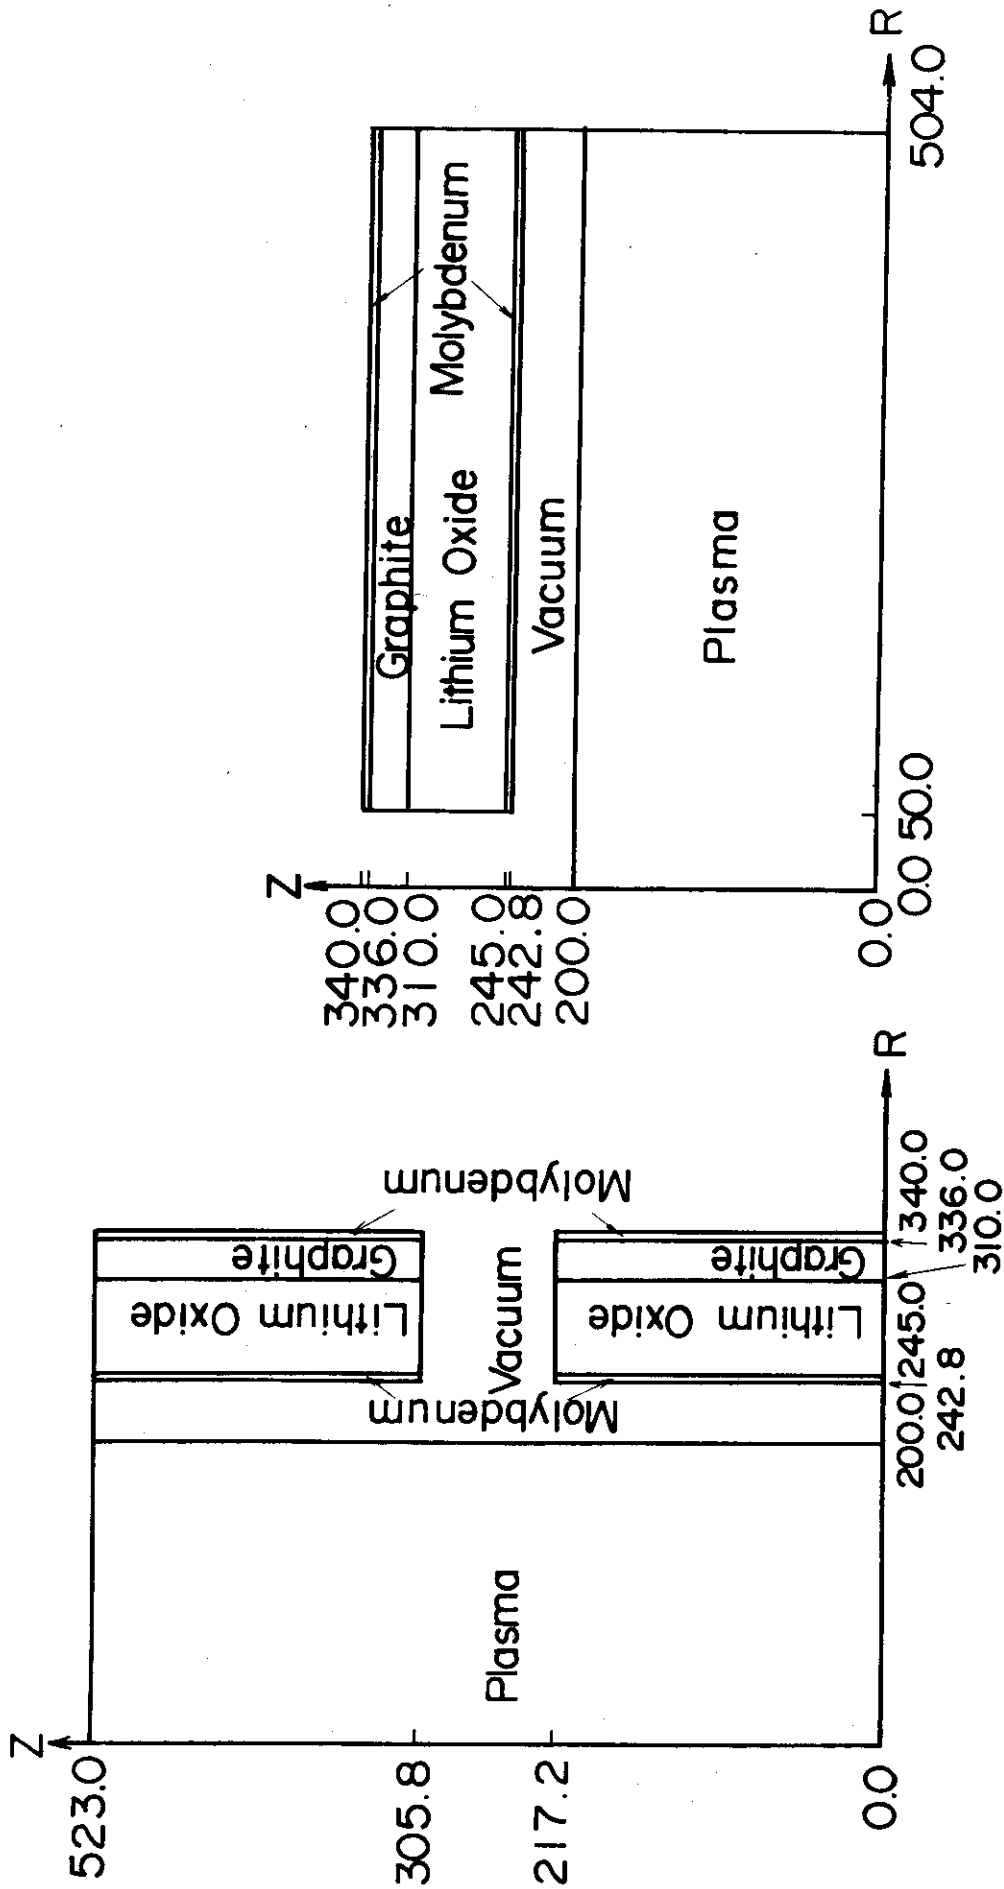 Z
523.0
305.8
217.2
0.0
Plasma
Vacuum
Molybdenum
Lithium Oxide
Graphite
Molybdenum
Molybdenum
Lithium Oxide
Graphite
Molybdenum
200.0
242.8
245.0
310.0
336.0
340.0
R
Z
340.0
336.0
310.0
245.0
242.8
200.0
0.0
Graphite
Lithium Oxide
Molybdenum
Vacuum
Plasma
0.0
50.0
504.0
R